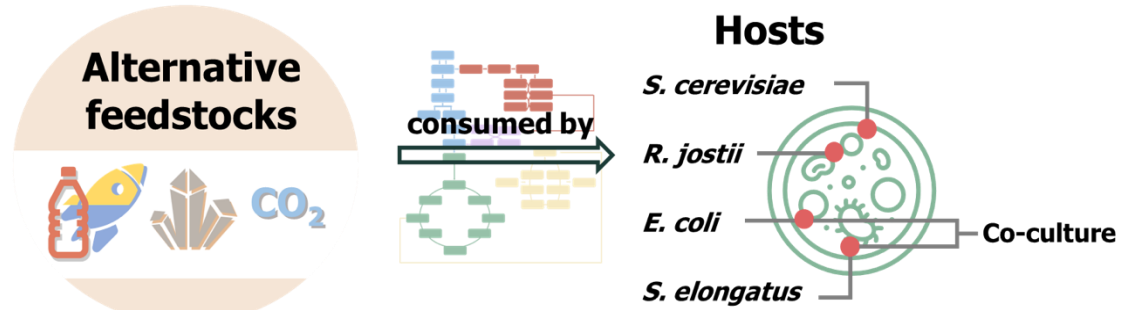 Alternative
feedstocks
CO₂
consumed by
Hosts
S. cerevisiae
R. jostii
E. coli
S. elongatus
Co-culture